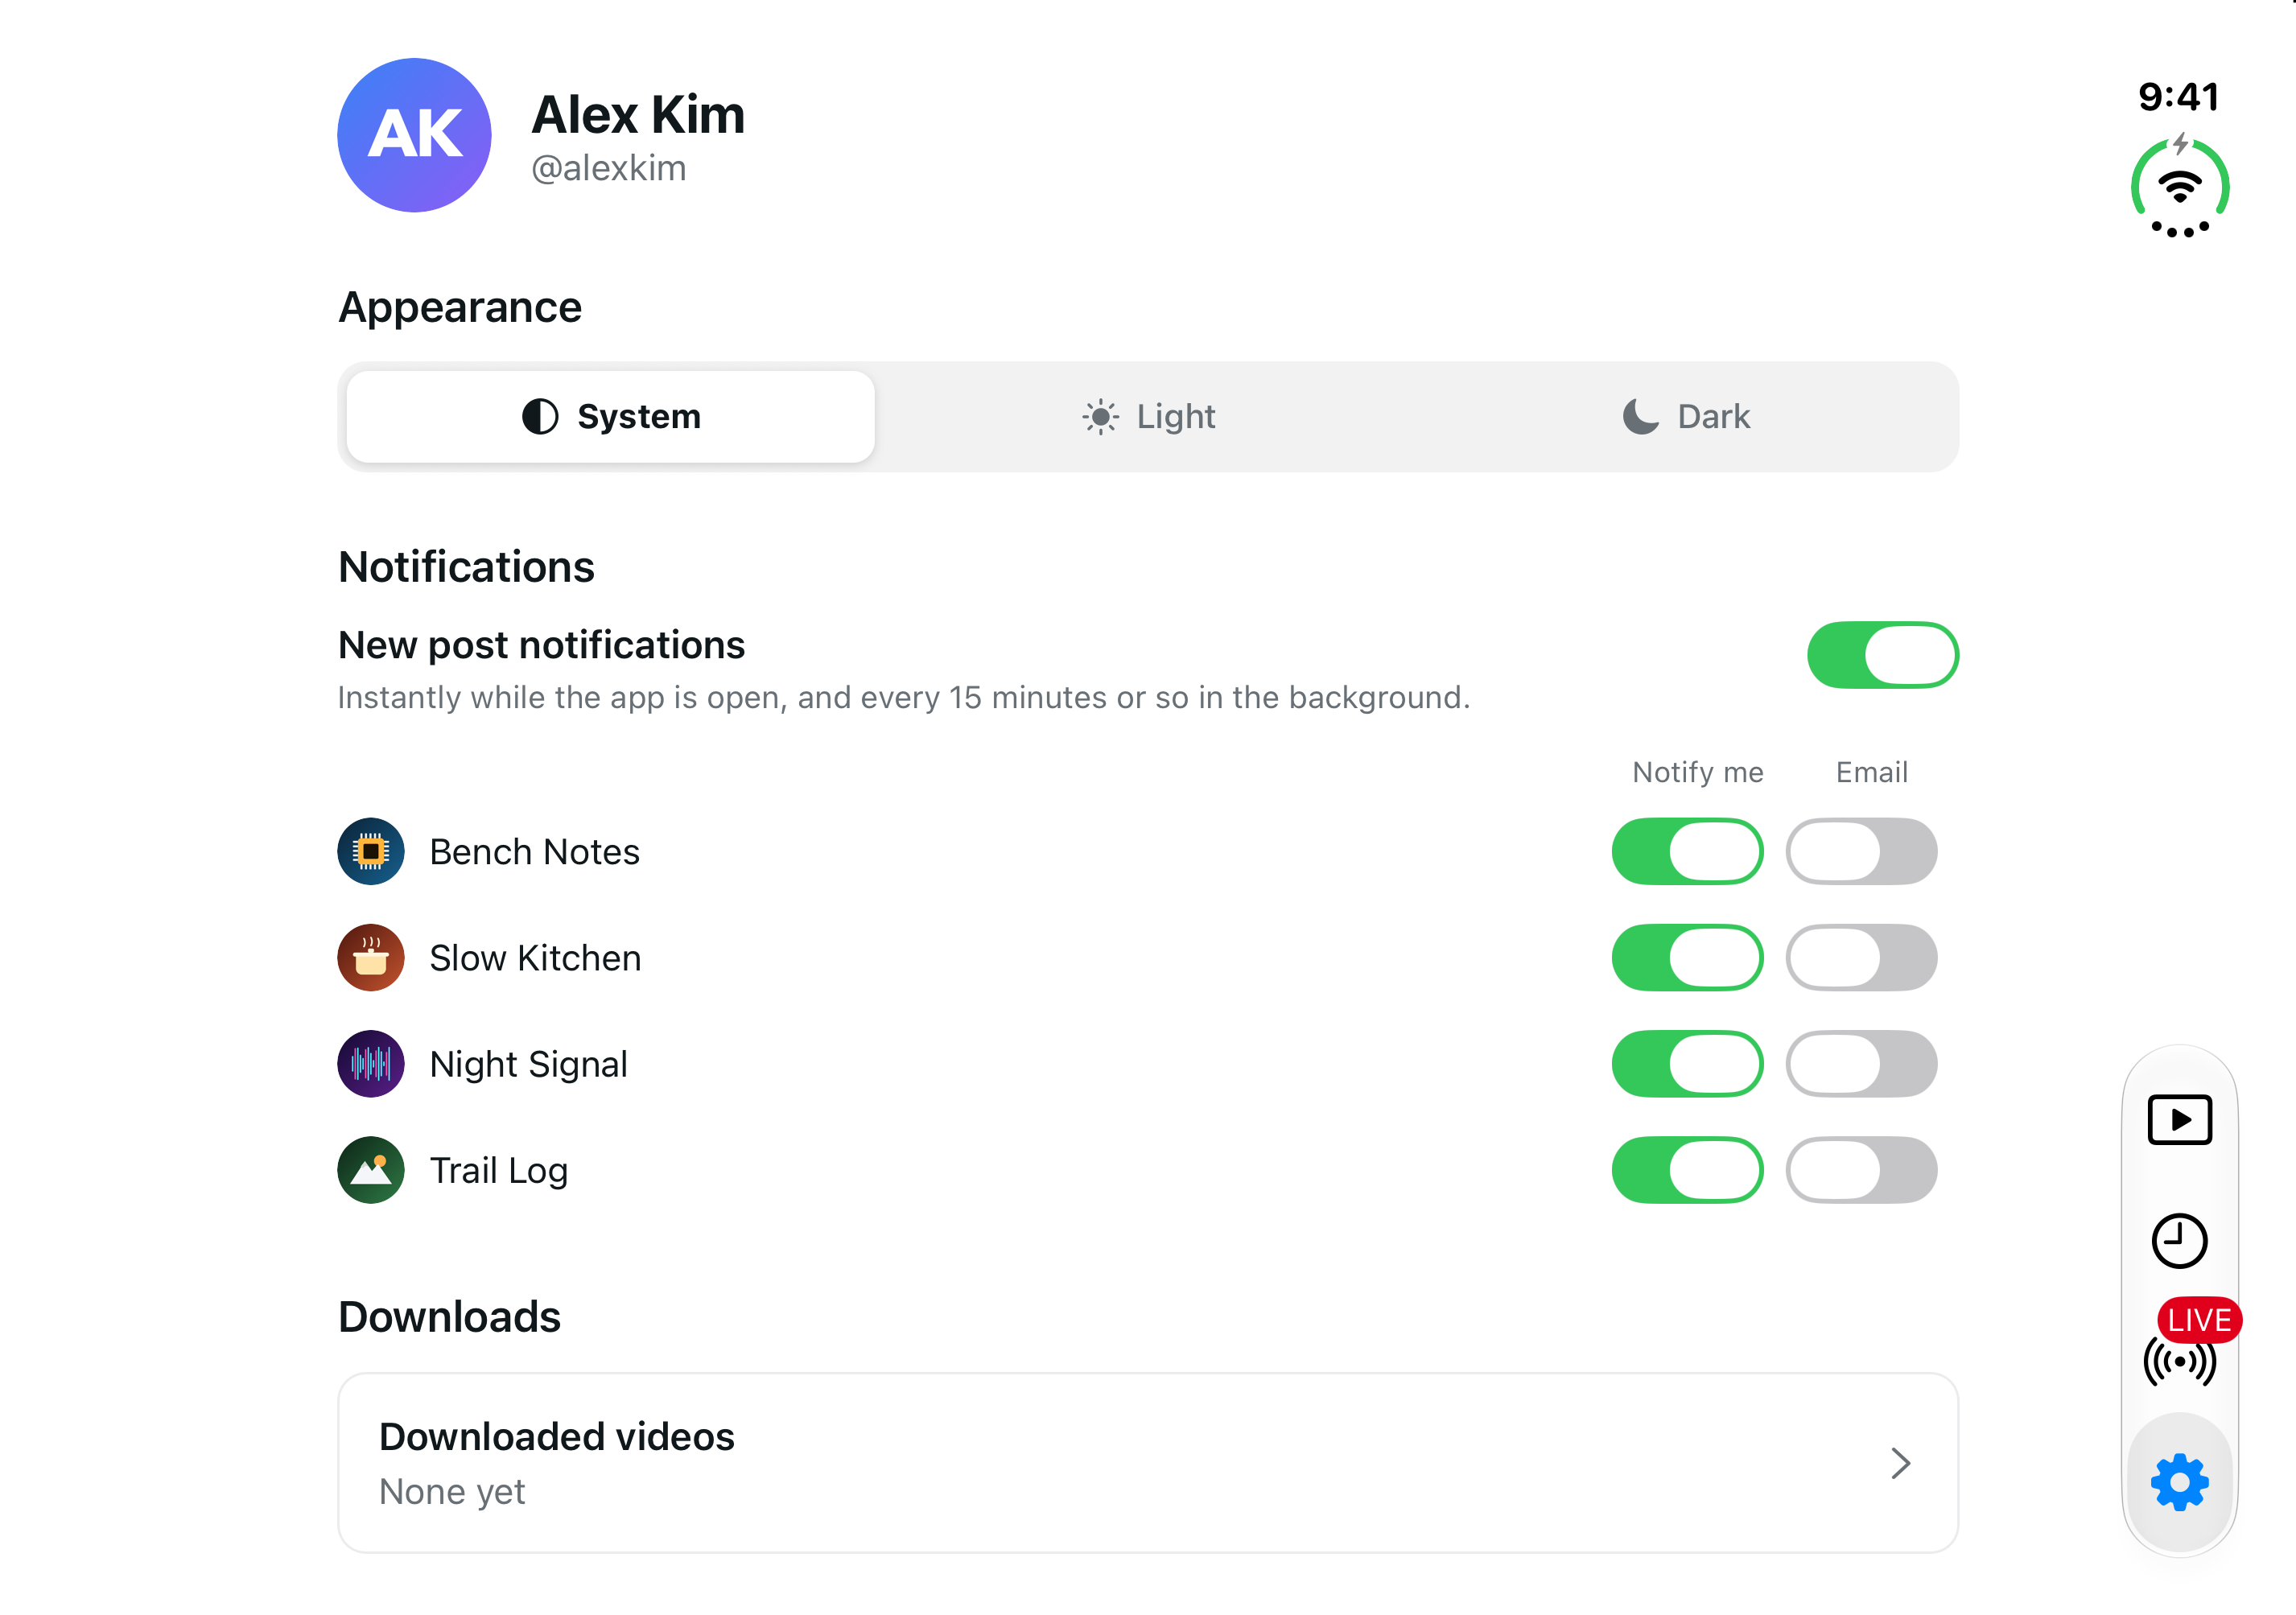 AK
Alex Kim
@alexkim
9:41
Appearance
System
Light
Dark
Notifications
New post notifications
Instantly while the app is open, and every 15 minutes or so in the background.
Notify me
Email
Bench Notes
Slow Kitchen
Night Signal
Trail Log
LIVE
Downloads
Downloaded videos
None yet